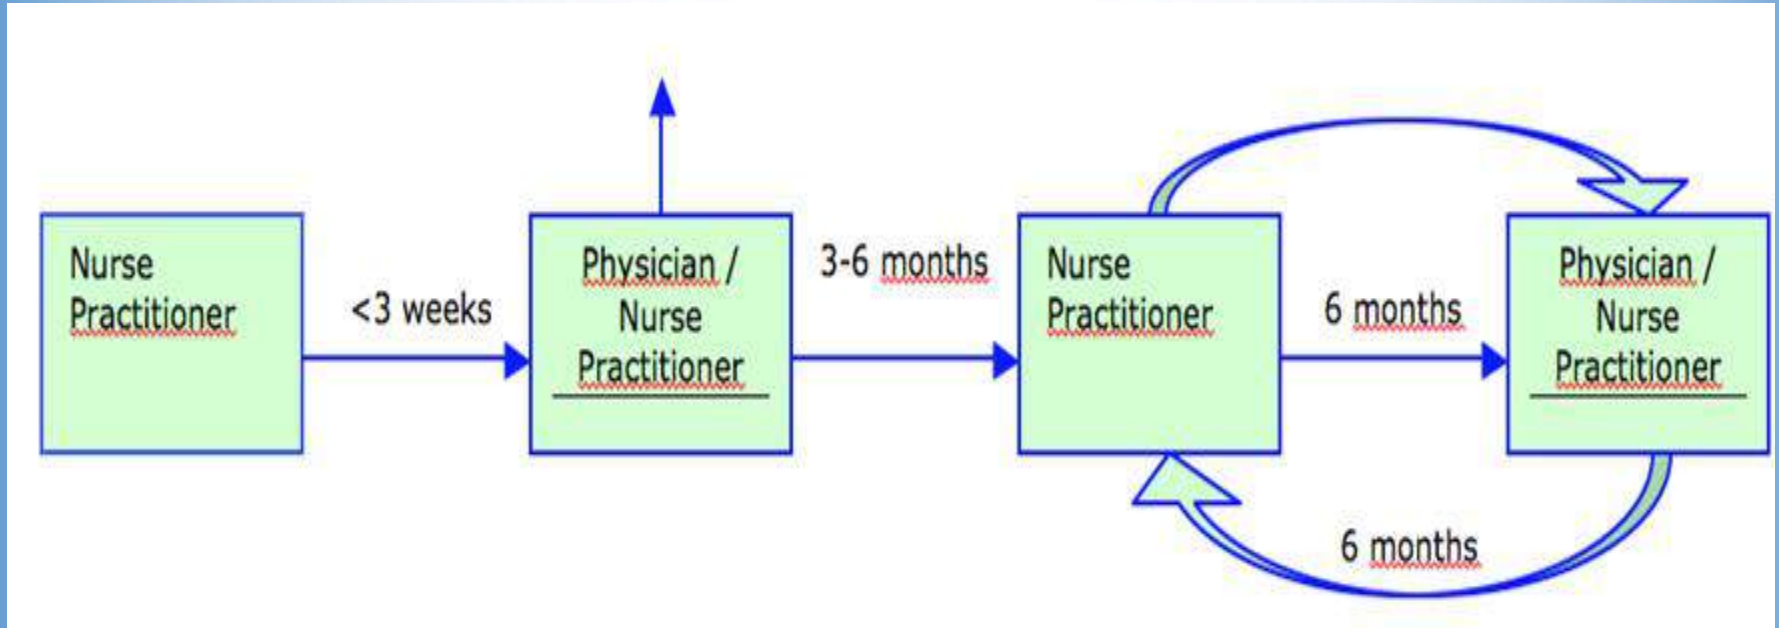 Nurse
Practitioner
<3 weeks
Physician /
Nurse
Practitioner
3-6 months
Nurse
Practitioner
6 months
Physician /
Nurse
Practitioner
6 months